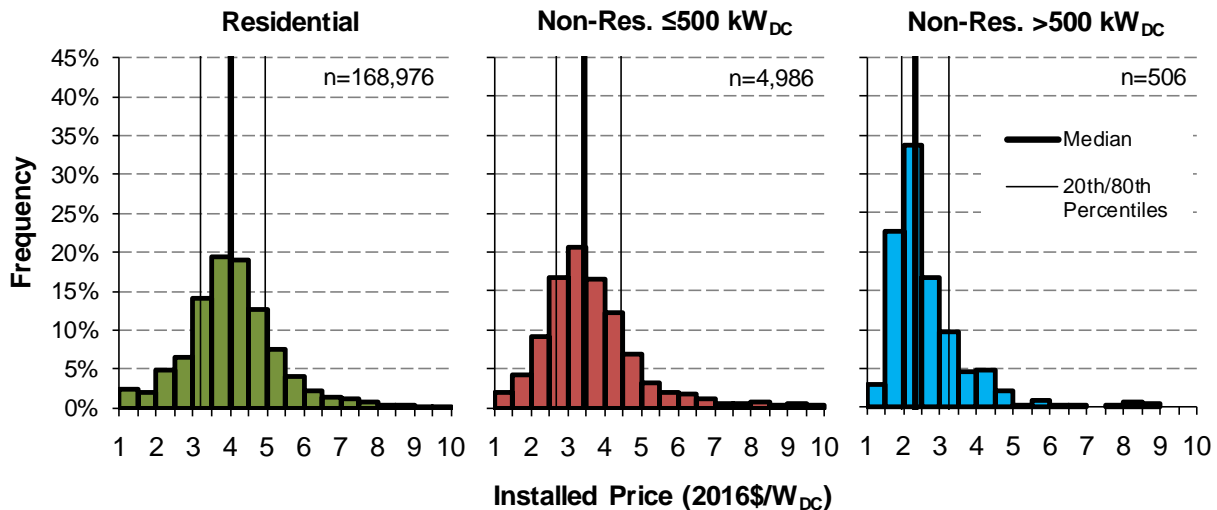 Residential
Non-Res. ≤500 kWDC
Non-Res. >500 kWDC
Frequency
45%
40%
35%
30%
25%
20%
15%
10%
5%
0%
n=168,976
n=4,986
n=506
Median
20th/80th
Percentiles
1 2 3 4 5 6 7 8 9 10
1 2 3 4 5 6 7 8 9 10
1 2 3 4 5 6 7 8 9 10
Installed Price (2016$/WDC)